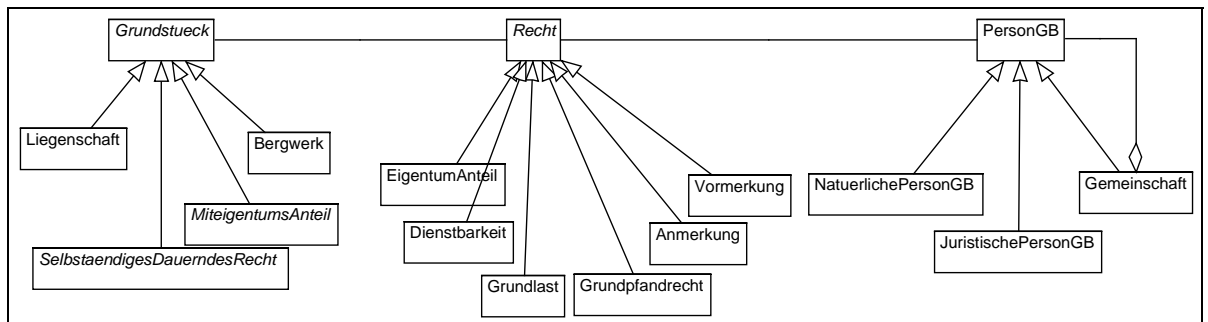 Grundstueck
Recht
PersonGB
Liegenschaft
Bergwerk
MiteigentumsAnteil
SelbstaendigesDauerndesRecht
EigentumAnteil
Vormerkung
Dienstbarkeit
Anmerkung
Grundlast
Grundpfandrecht
NatuerlichePersonGB
Gemeinschaft
JuristischePersonGB